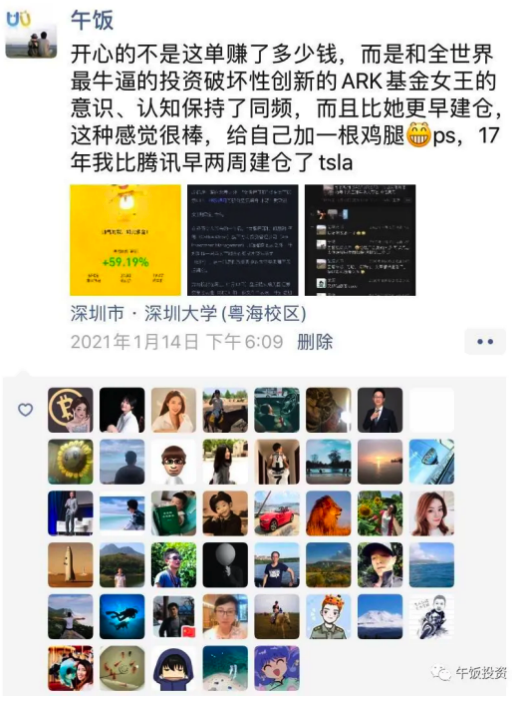 午饭
开心的不是这单赚了多少钱，而是和全世界
最牛逼的投资破坏性创新的ARK基金女王的
意识、认知保持了同频，而且比她更早建仓，
这种感觉很棒，给自己加一根鸡腿😁ps，17
年我比腾讯早两周建仓了tsla
+59.19%
深圳市·深圳大学(粤海校区)
2021年1月14日 下午6:09 删除
午饭投资